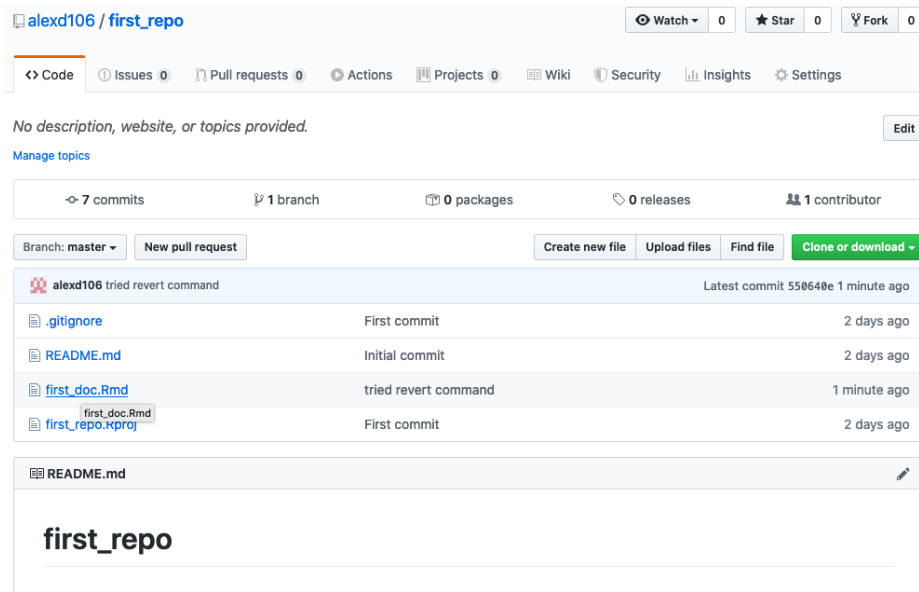 alexd106 / first_repo Watch 0 Star 0 Fork 0
Code Issues 0 Pull requests 0 Actions Projects 0 Wiki Security Insights Settings
No description, website, or topics provided. Edit
Manage topics
7 commits 1 branch 0 packages 0 releases 1 contributor
Branch: master New pull request Create new file Upload files Find file Clone or download
alexd106 tried revert command Latest commit 550640e 1 minute ago
.gitignore First commit 2 days ago
README.md Initial commit 2 days ago
first_doc.Rmd tried revert command 1 minute ago
first_doc.Rmd
first_repo.Rproj First commit 2 days ago
README.md
first_repo